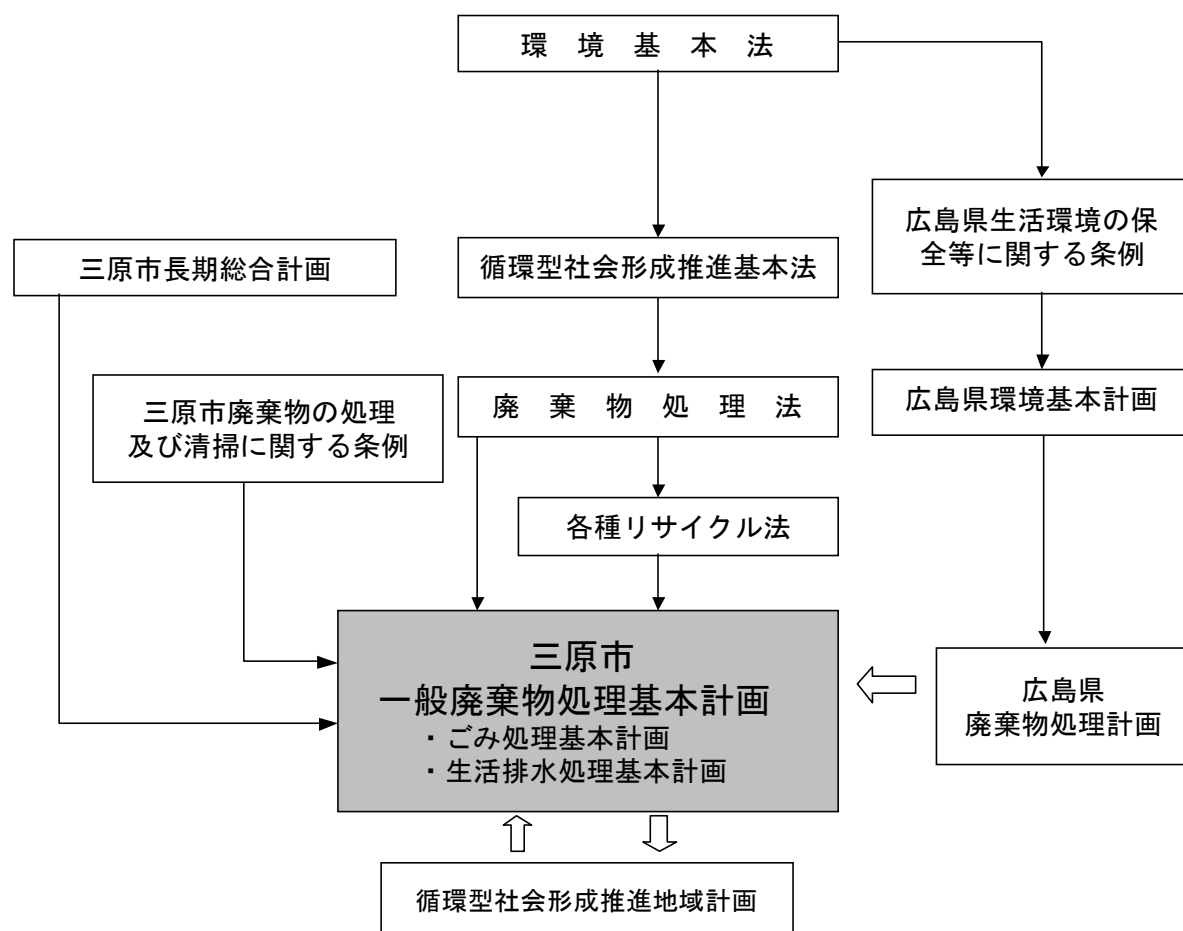 環境基本法
広島県生活環境の保
全等に関する条例
三原市長期総合計画
循環型社会形成推進基本法
三原市廃棄物の処理
及び清掃に関する条例
廃棄物処理法
広島県環境基本計画
各種リサイクル法
三原市
一般廃棄物処理基本計画
・ごみ処理基本計画
・生活排水処理基本計画
広島県
廃棄物処理計画
循環型社会形成推進地域計画